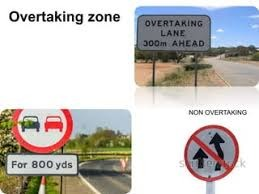 Overtaking zone
OVERTAKING
LANE
300m AHEAD
NON OVERTAKING
For 800 yds